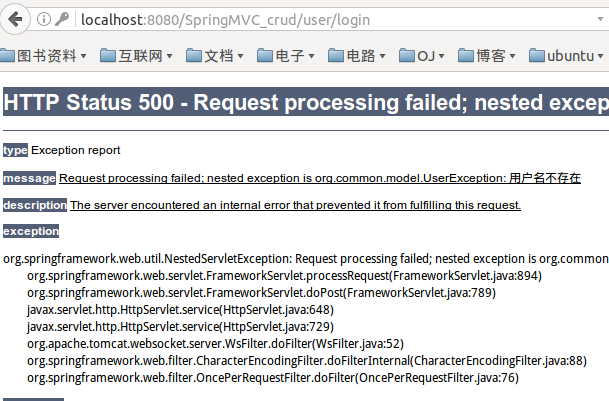 localhost:8080/SpringMVC_crud/user/login
图书资料 互联网 文档 电子 电路 OJ 博客 ubuntu
HTTP Status 500 - Request processing failed; nested excep
type Exception report
message Request processing failed; nested exception is org.common.model.UserException: 用户名不存在
description The server encountered an internal error that prevented it from fulfilling this request.
exception
org.springframework.web.util.NestedServletException: Request processing failed; nested exception is org.common
org.springframework.web.servlet.FrameworkServlet.processRequest(FrameworkServlet.java:894)
org.springframework.web.servlet.FrameworkServlet.doPost(FrameworkServlet.java:789)
javax.servlet.http.HttpServlet.service(HttpServlet.java:648)
javax.servlet.http.HttpServlet.service(HttpServlet.java:729)
org.apache.tomcat.websocket.server.WsFilter.doFilter(WsFilter.java:52)
org.springframework.web.filter.CharacterEncodingFilter.doFilterInternal(CharacterEncodingFilter.java:88)
org.springframework.web.filter.OncePerRequestFilter.doFilter(OncePerRequestFilter.java:76)